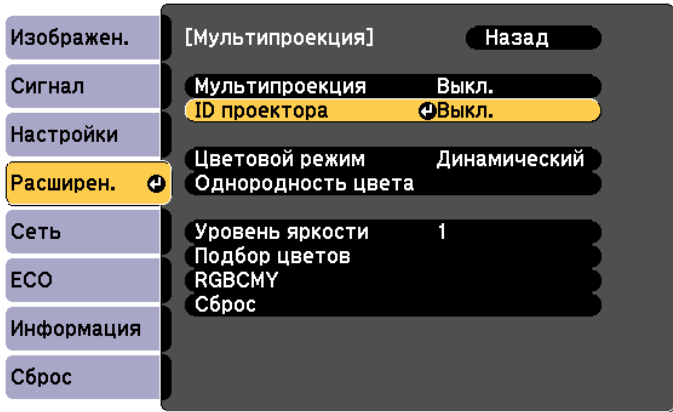 Изображен.
Сигнал
Настройки
Расширен.
Сеть
ECO
Информация
Сброс
[Мультипроекция] Назад
Мультипроекция Выкл.
ID проектора Выкл.
Цветовой режим Динамический
Однородность цвета
Уровень яркости 1
Подбор цветов
RGBCMY
Сброс